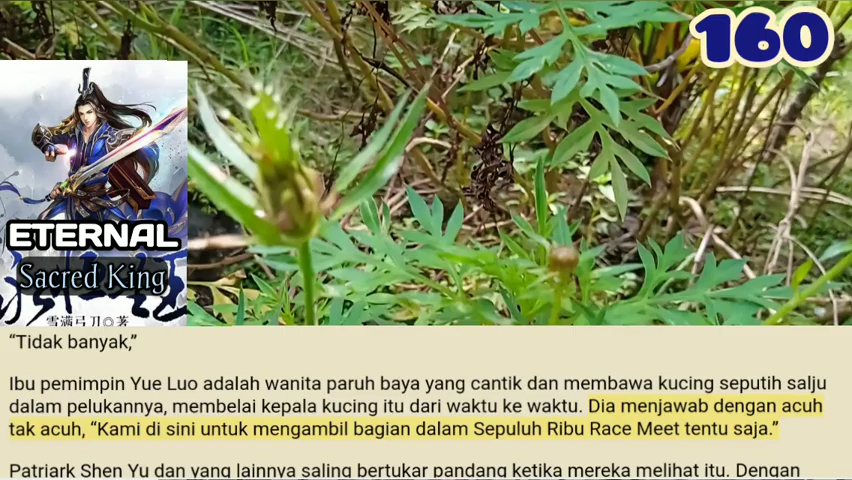 160
ETERNAL
Sacred King
雪满弓刀◎著
“Tidak banyak,”
Ibu pemimpin Yue Luo adalah wanita paruh baya yang cantik dan membawa kucing seputih salju
dalam pelukannya, membelai kepala kucing itu dari waktu ke waktu. Dia menjawab dengan acuh
tak acuh, “Kami di sini untuk mengambil bagian dalam Sepuluh Ribu Race Meet tentu saja.”
Patriark Shen Yu dan yang lainnya saling bertukar pandang ketika mereka melihat itu. Dengan